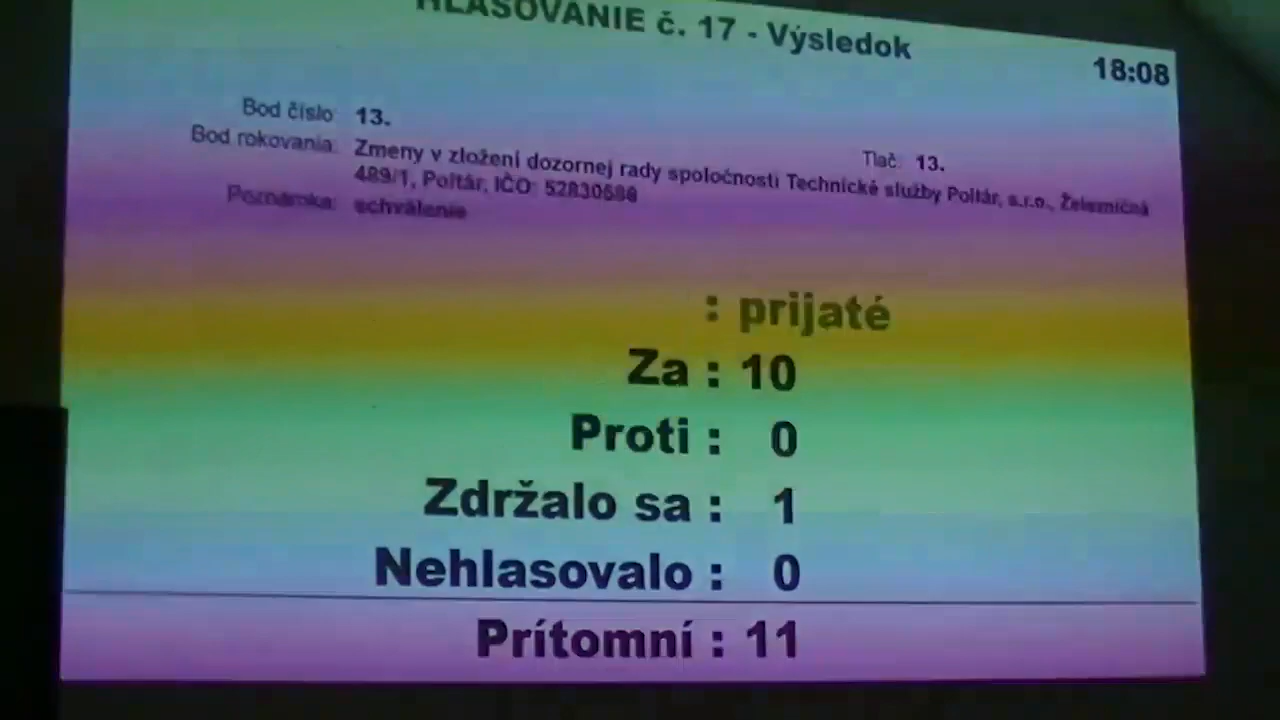 HLASOVANIE č. 17 - Výsledok
18:08
Bod číslo: 13.
Tlač: 13.
Bod rokovania: Zmeny v zložení dozornej rady spoločnosti Technické služby Poltár, s.r.o., Železničná
489/1, Poltár, IČO: 52830588
Poznámka: schválenie
: prijaté
Za : 10
Proti : 0
Zdržalo sa : 1
Nehlasovalo : 0
Prítomní : 11